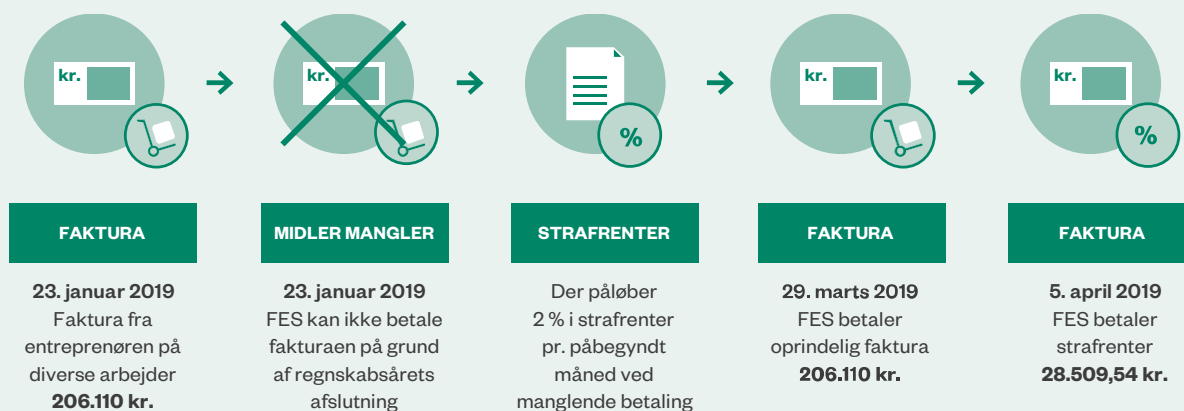 kr.
kr.
%
kr.
kr.
%
FAKTURA
23. januar 2019
Faktura fra
entreprenøren på
diverse arbejder
206.110 kr.
MIDLER MANGLER
23. januar 2019
FES kan ikke betale
fakturaen på grund
af regnskabsårets
afslutning
STRAFRENTER
Der påløber
2 % i strafrenter
pr. påbegyndt
måned ved
manglende betaling
FAKTURA
29. marts 2019
FES betaler
oprindelig faktura
206.110 kr.
FAKTURA
5. april 2019
FES betaler
strafrenter
28.509,54 kr.